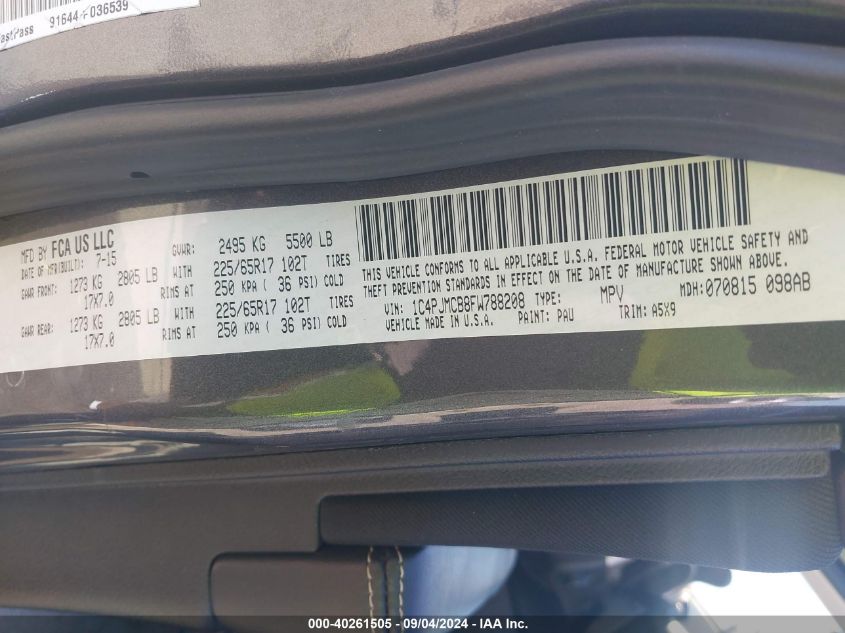 FastPass 91644 F036539
MFD BY FCA US LLC
DATE OF MFR(BUILT): 7-15 GVWR: 2495 KG 5500 LB
GAWR FRONT: 1273 KG 2805 LB WITH 225/65R17 102T TIRES
17X7.0 RIMS AT 250 KPA ( 36 PSI) COLD
GAWR REAR: 1273 KG 2805 LB WITH 225/65R17 102T TIRES
17X7.0 RIMS AT 250 KPA ( 36 PSI) COLD
THIS VEHICLE CONFORMS TO ALL APPLICABLE U.S.A. FEDERAL MOTOR VEHICLE SAFETY AND
THEFT PREVENTION STANDARDS IN EFFECT ON THE DATE OF MANUFACTURE SHOWN ABOVE.
VIN: 1C4PJMCB8FW788208 TYPE: MPV MDH: 070815 098AB
VEHICLE MADE IN U.S.A. PAINT: PAU TRIM: A5X9
000-40261505 - 09/04/2024 - IAA Inc.